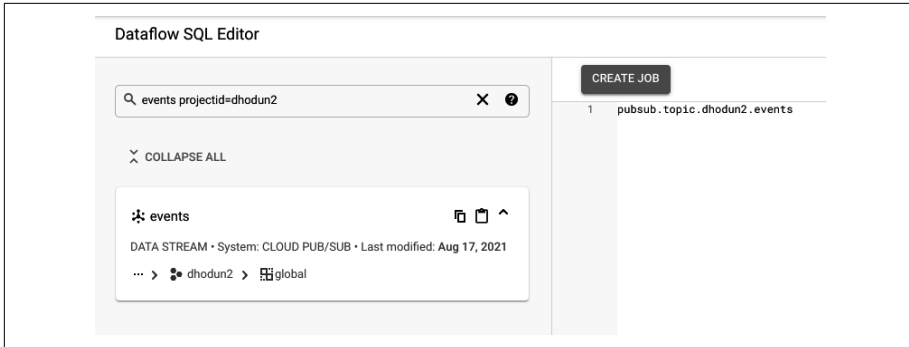 Dataflow SQL Editor
events projectid=dhodun2
CREATE JOB
1 pubsub.topic.dhodun2.events
COLLAPSE ALL
events
DATA STREAM • System: CLOUD PUB/SUB • Last modified: Aug 17, 2021
... > dhodun2 > global